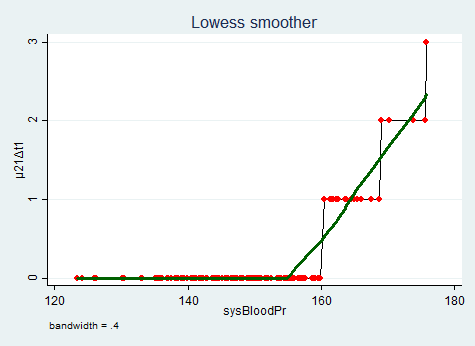 Lowess smoother
3
2
1
0
μ21Δt1
120 140 160 180
sysBloodPr
bandwidth = .4